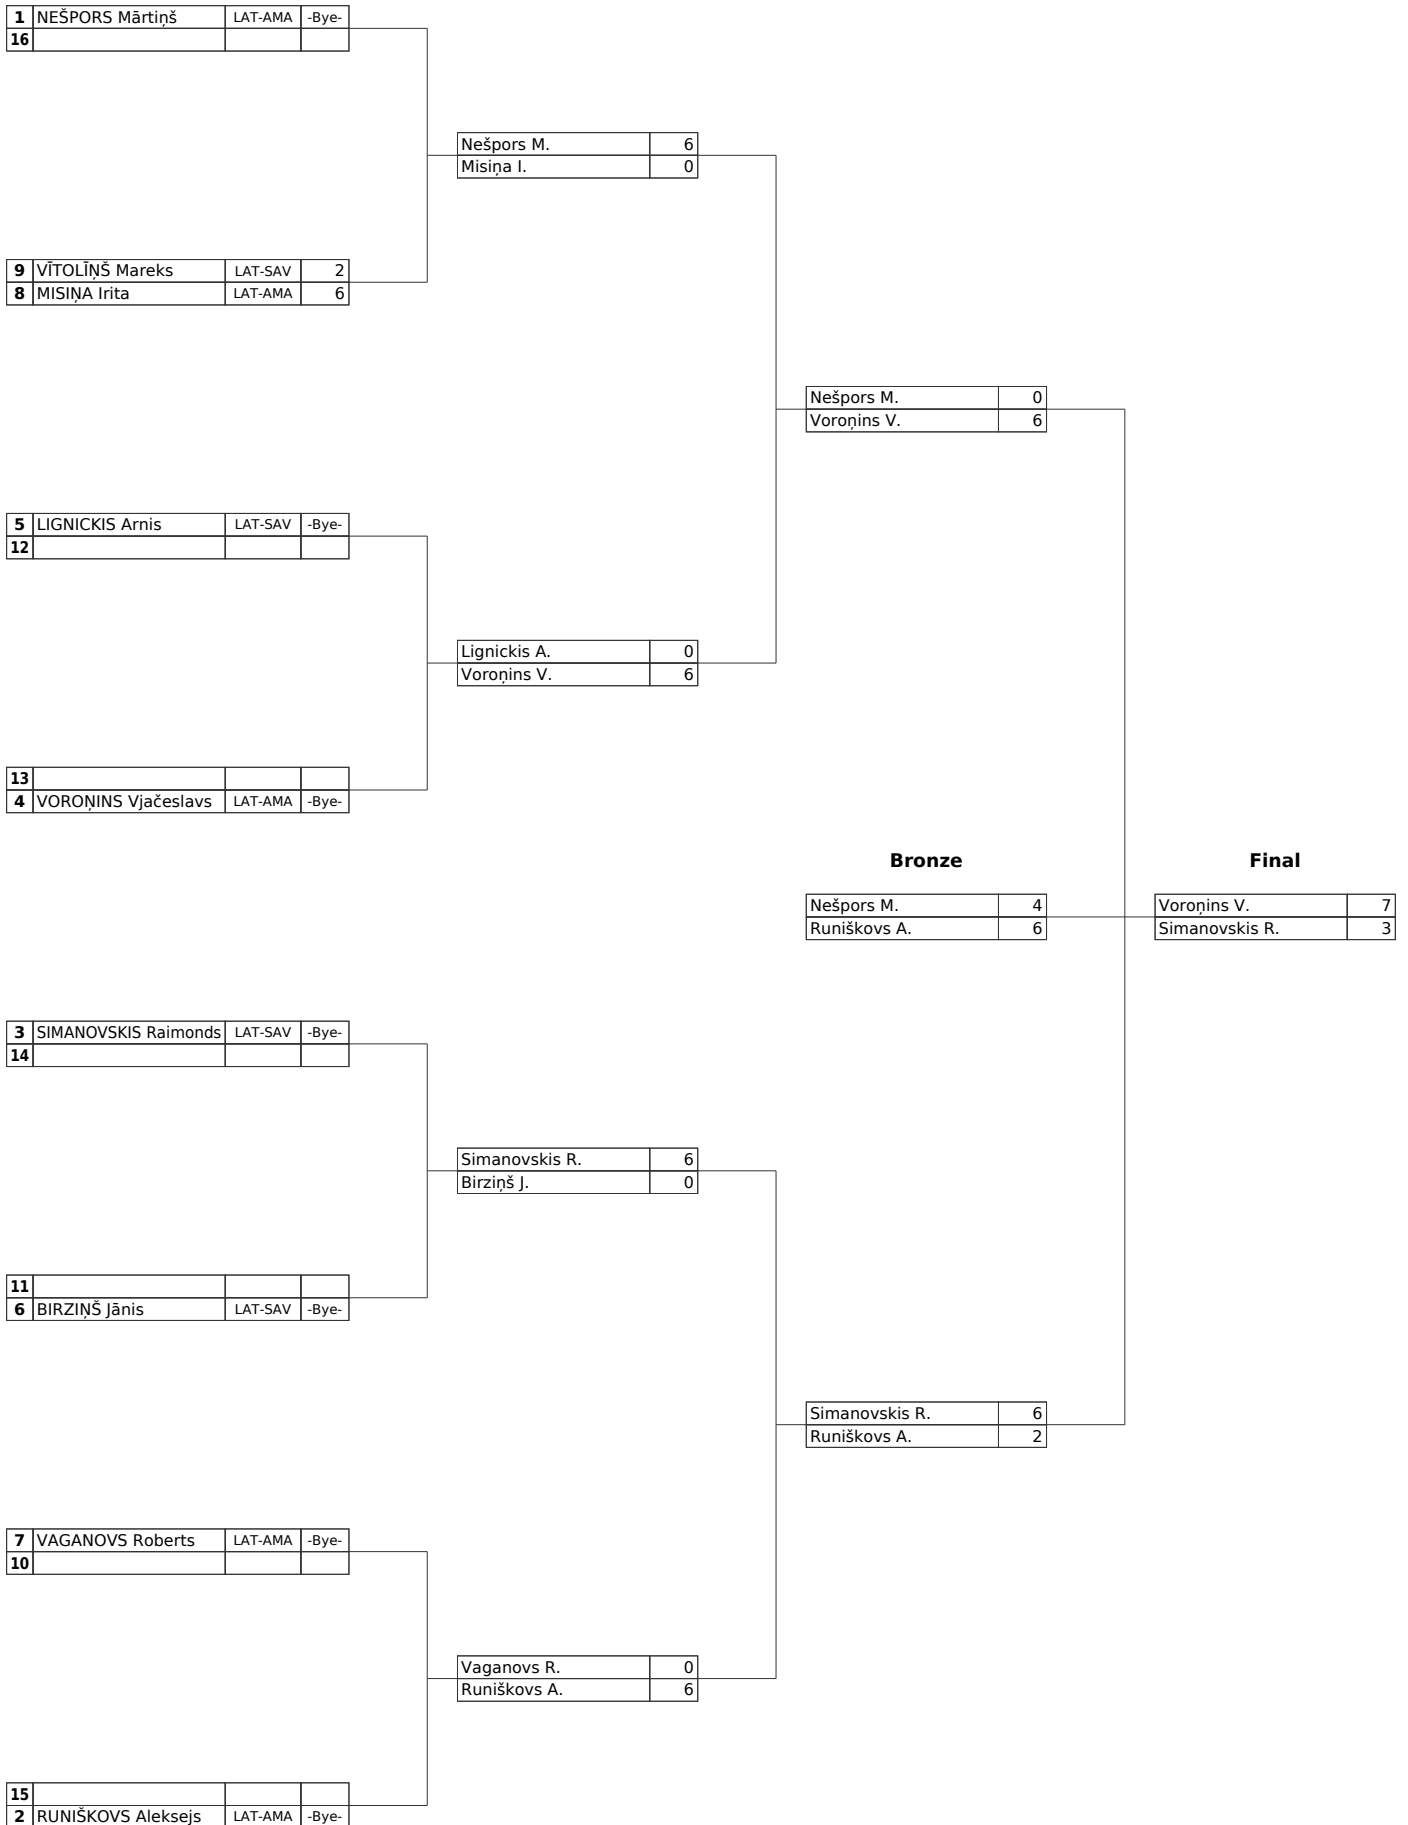 1 NEŠPORS Mārtiņš LAT-AMA -Bye-
16
Nešpors M. 6
Misiņa I. 0
9 VĪTOLĪŅŠ Mareks LAT-SAV 2
8 MISIŅA Irita LAT-AMA 6
Nešpors M. 0
Voroņins V. 6
5 LIGNICKIS Arnis LAT-SAV -Bye-
12
Lignickis A. 0
Voroņins V. 6
13
4 VOROŅINS Vjačeslavs LAT-AMA -Bye-
Bronze Final
Nešpors M. 4 Voroņins V. 7
Runiškovs A. 6 Simanovskis R. 3
3 SIMANOVSKIS Raimonds LAT-SAV -Bye-
14
Simanovskis R. 6
Birziņš J. 0
11
6 BIRZIŅŠ Jānis LAT-SAV -Bye-
Simanovskis R. 6
Runiškovs A. 2
7 VAGANOVS Roberts LAT-AMA -Bye-
10
Vaganovs R. 0
Runiškovs A. 6
15
2 RUNIŠKOVS Aleksejs LAT-AMA -Bye-